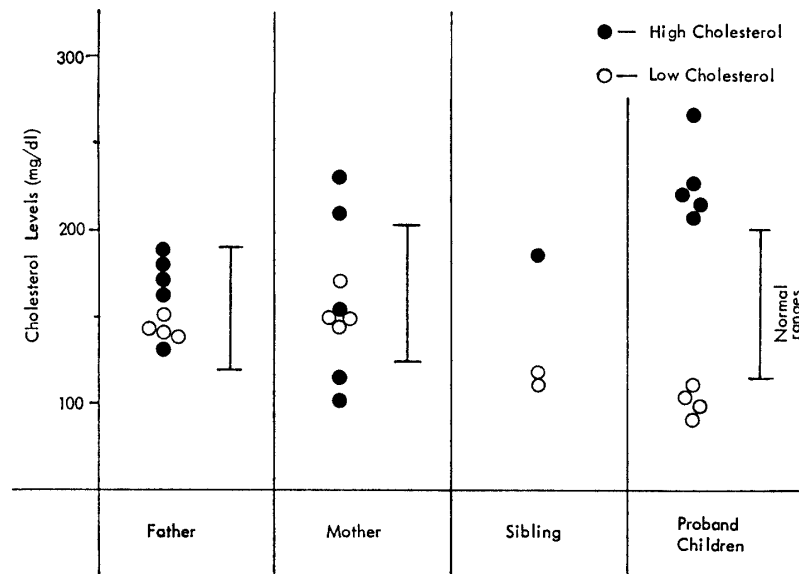 High Cholesterol
Low Cholesterol
300
200
100
Cholesterol Levels (mg/dl)
Normal
ranges
Father
Mother
Sibling
Proband
Children